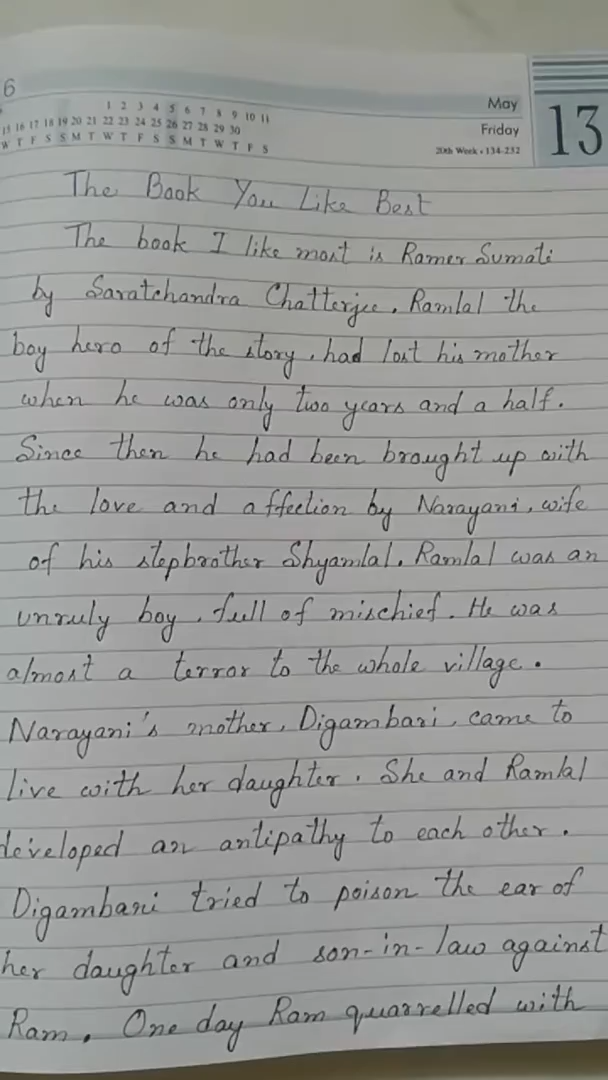 6
1 2 3 4 5 6 7 8 9 10 11
15 16 17 18 19 20 21 22 23 24 25 26 27 28 29 30
W T F S S M T W T F S S M T W T F S
May
Friday
20th Week • 134-232
13
The Book You Like Best
The book I like most is Ramer Sumati
by Saratchandra Chatterjee. Ramlal the
boy hero of the story, had lost his mother
when he was only two years and a half.
Since then he had been brought up with
the love and affection by Narayani, wife
of his stepbrother Shyamlal. Ramlal was an
unruly boy, full of mischief. He was
almost a terror to the whole village.
Narayani's mother, Digambari, came to
live with her daughter. She and Ramlal
developed an antipathy to each other.
Digambari tried to poison the ear of
her daughter and son-in-law against
Ram. One day Ram quarrelled with